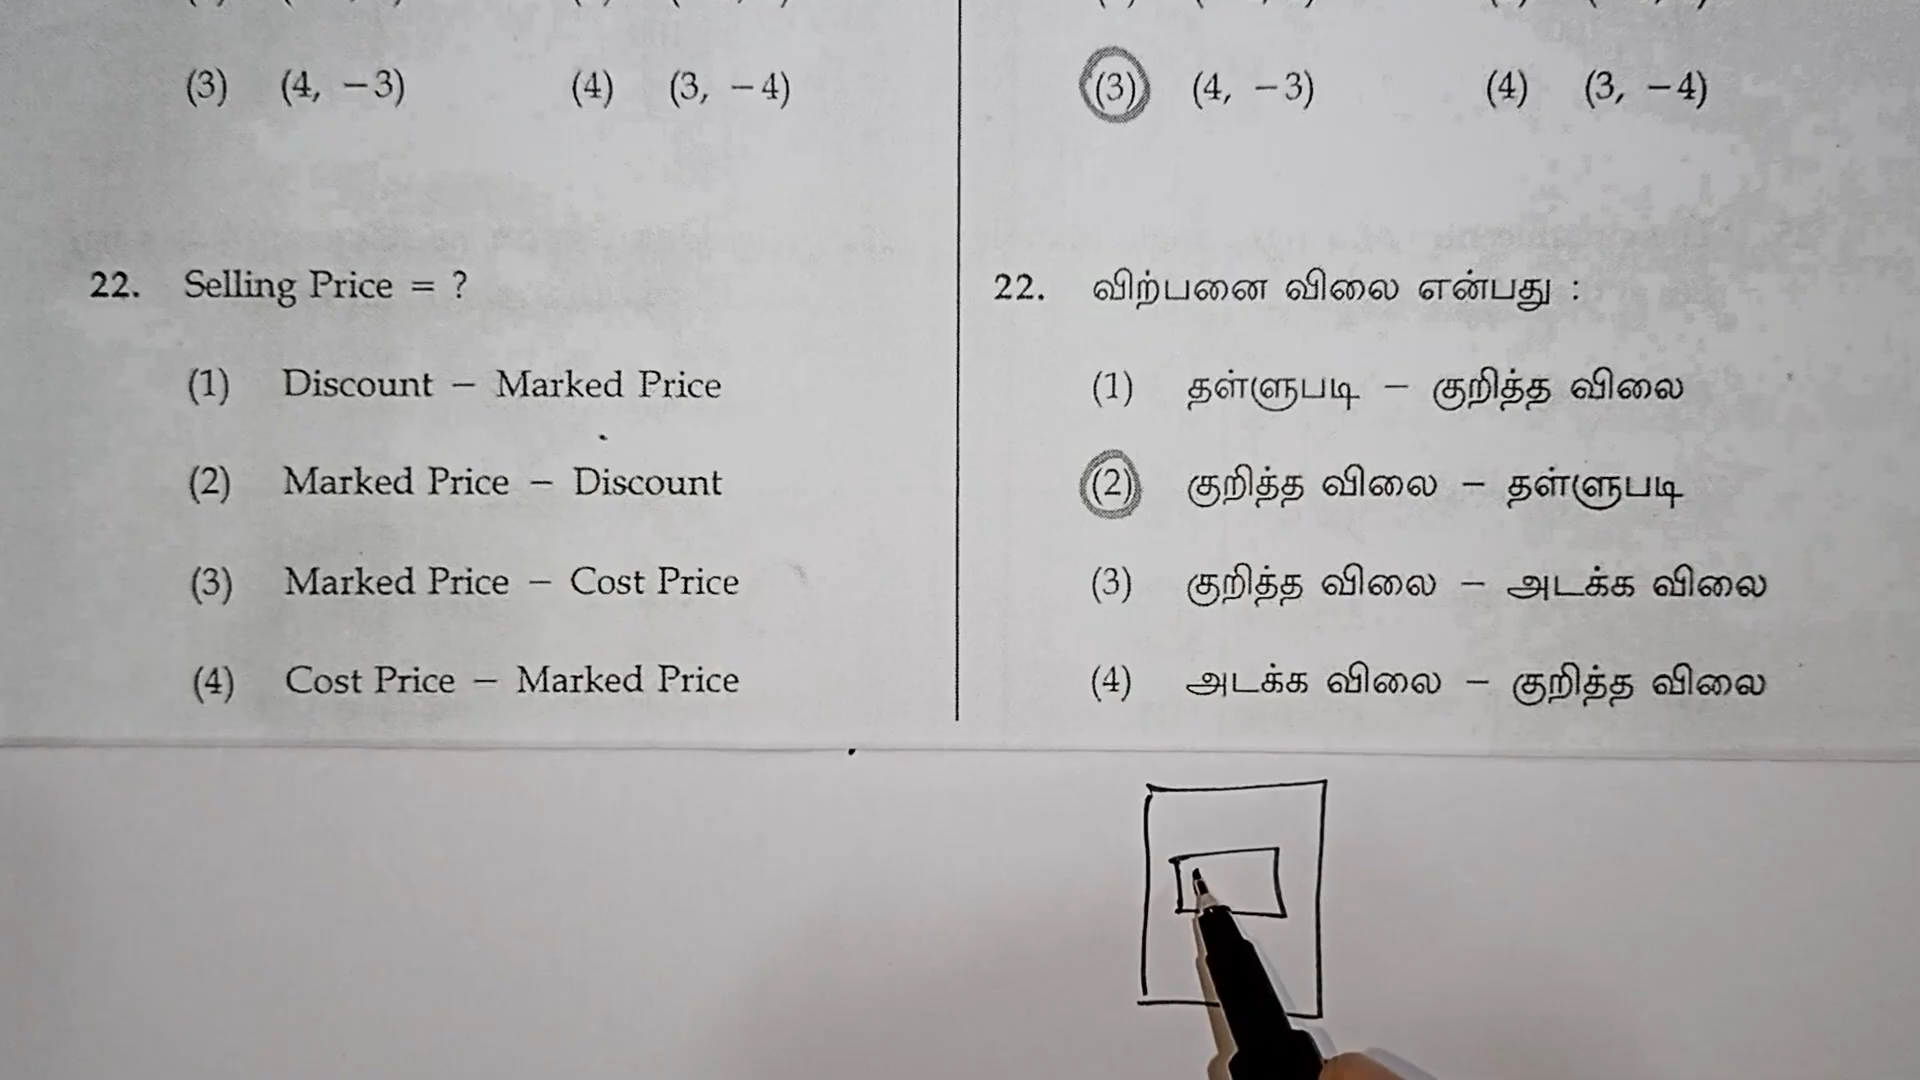 (3) (4, −3) (4) (3, −4)
22. Selling Price = ?
(1) Discount − Marked Price
(2) Marked Price − Discount
(3) Marked Price − Cost Price
(4) Cost Price − Marked Price
(3) (4, −3) (4) (3, −4)
22. விற்பனை விலை என்பது :
(1) தள்ளுபடி − குறித்த விலை
(2) குறித்த விலை − தள்ளுபடி
(3) குறித்த விலை − அடக்க விலை
(4) அடக்க விலை − குறித்த விலை